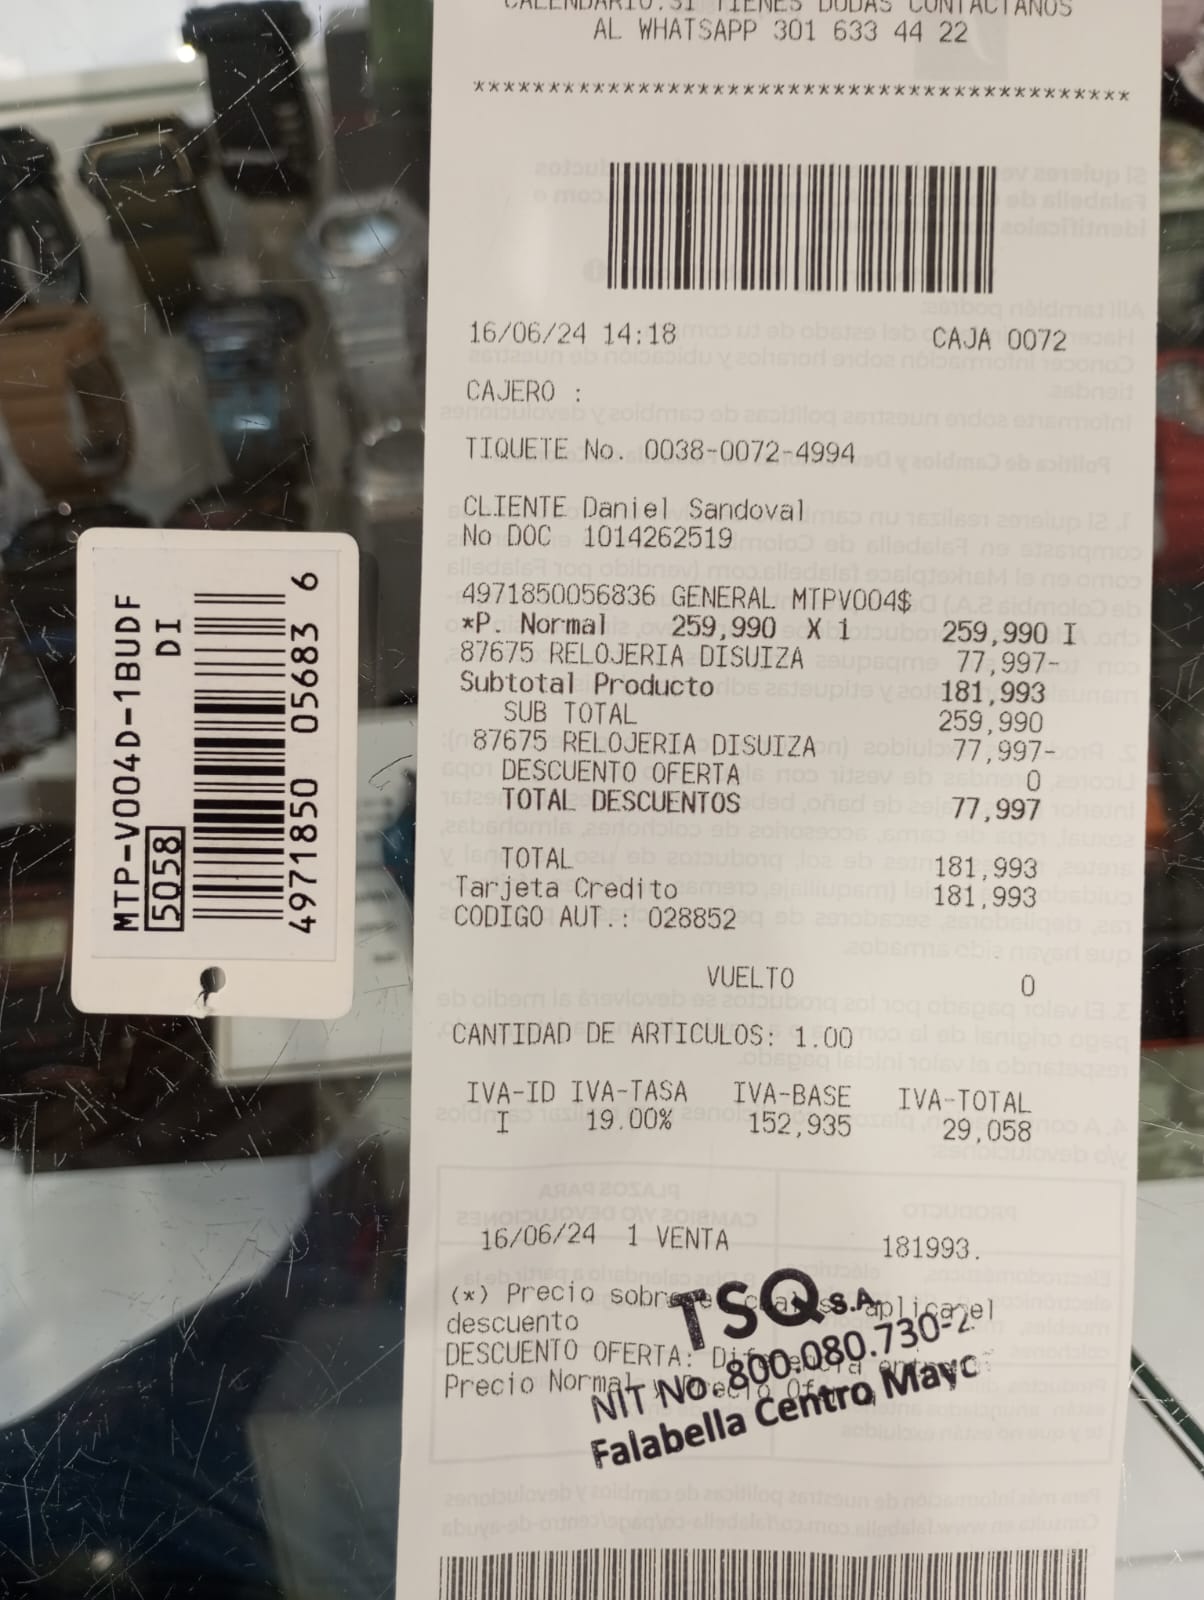 CALENDARIO.SI TIENES DUDAS CONTACTANOS
AL WHATSAPP 301 633 44 22
*******************************************
16/06/24 14:18 CAJA 0072
CAJERO :
TIQUETE No. 0038-0072-4994
CLIENTE Daniel Sandoval
No DOC 1014262519
4971850056836 GENERAL MTPV004$
*P. Normal 259,990 X 1 259,990 I
87675 RELOJERIA DISUIZA 77,997-
Subtotal Producto 181,993
SUB TOTAL 259,990
87675 RELOJERIA DISUIZA 77,997-
DESCUENTO OFERTA 0
TOTAL DESCUENTOS 77,997
TOTAL 181,993
Tarjeta Credito 181,993
CODIGO AUT.: 028852
VUELTO 0
CANTIDAD DE ARTICULOS: 1.00
IVA-ID IVA-TASA IVA-BASE IVA-TOTAL
I 19.00% 152,935 29,058
16/06/24 1 VENTA 181993.
(*) Precio sobre el cual se aplica el
descuento
DESCUENTO OFERTA: Diferencia entre
Precio Normal y Precio
TSQ S.A.
NIT No. 800.080.730-2
Falabella Centro Mayo
MTP-V004D-1BUDF
DI
5058
4971850 05683 6